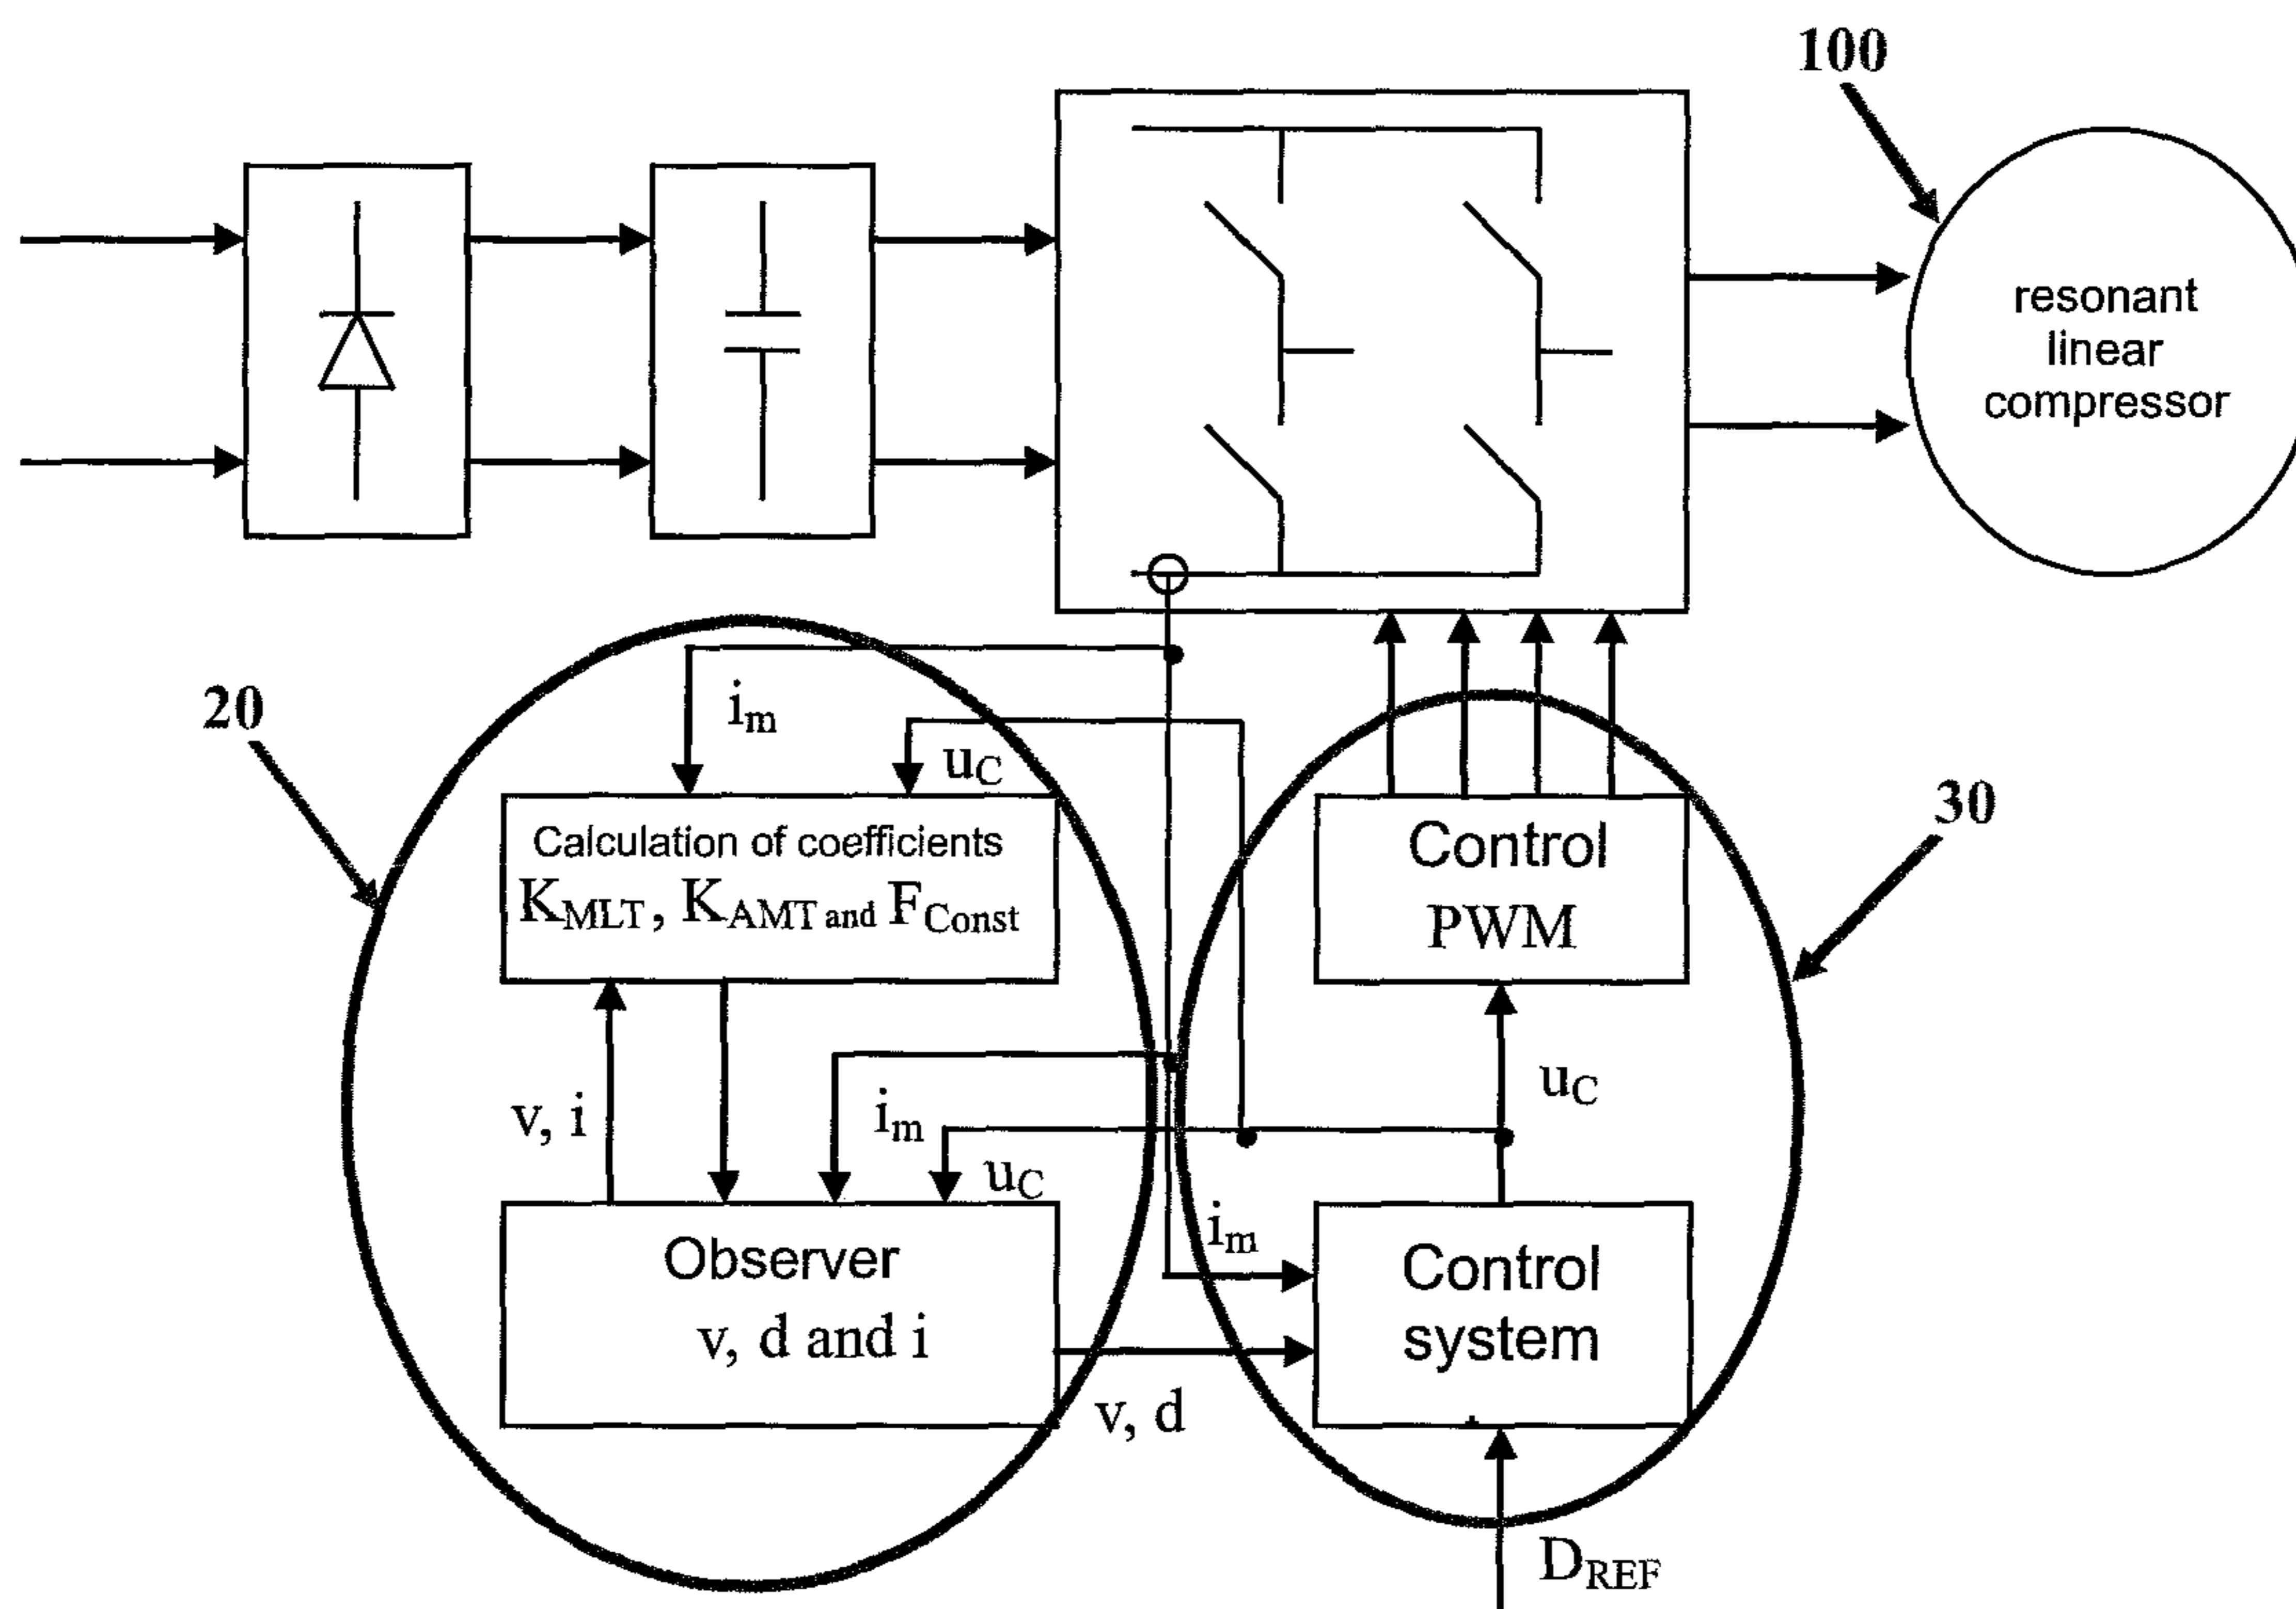 100
resonant
linear
compressor
20
i_m
u_C
30
Calculation of coefficients
K_MLT, K_AMT and F_Const
Control
PWM
v, i
i_m
u_C
u_C
i_m
Observer
v, d and i
Control
system
v, d
D_REF